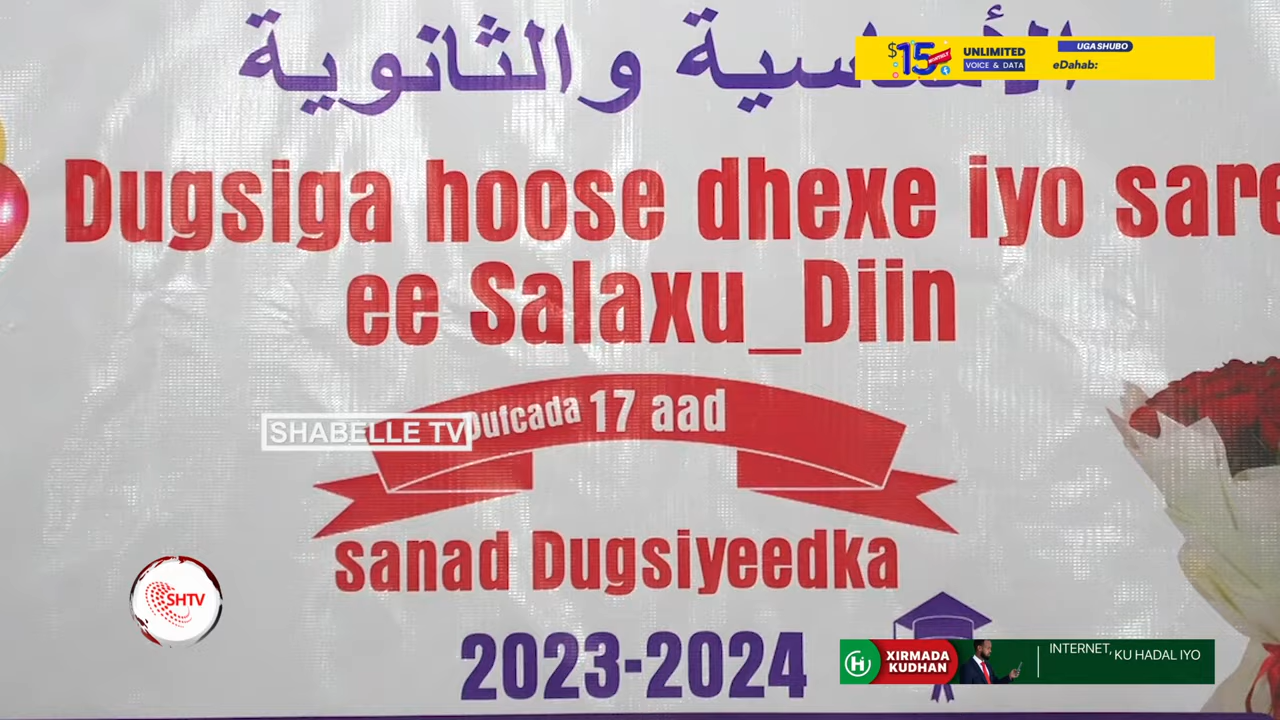 الأساسية والثانوية
$15
MONTHLY
UNLIMITED
VOICE & DATA
UGA SHUBO
eDahab:
Dugsiga hoose dhexe iyo sare
ee Salaxu_Diin
Dufcada 17 aad
SHABELLE TV
sanad Dugsiyeedka
SHTV
2023-2024
XIRMADA
KUDHAN
INTERNET, KU HADAL IYO